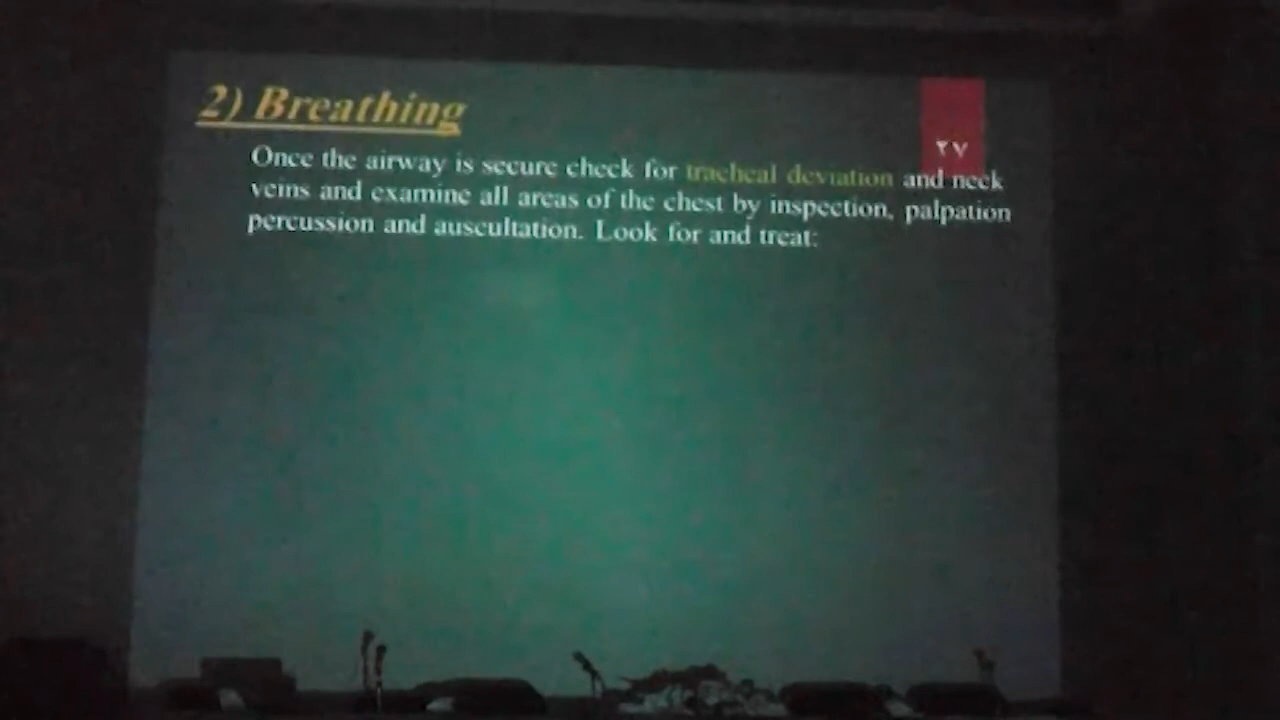 2) Breathing
٢٧
Once the airway is secure check for tracheal deviation and neck
veins and examine all areas of the chest by inspection, palpation
percussion and auscultation. Look for and treat: